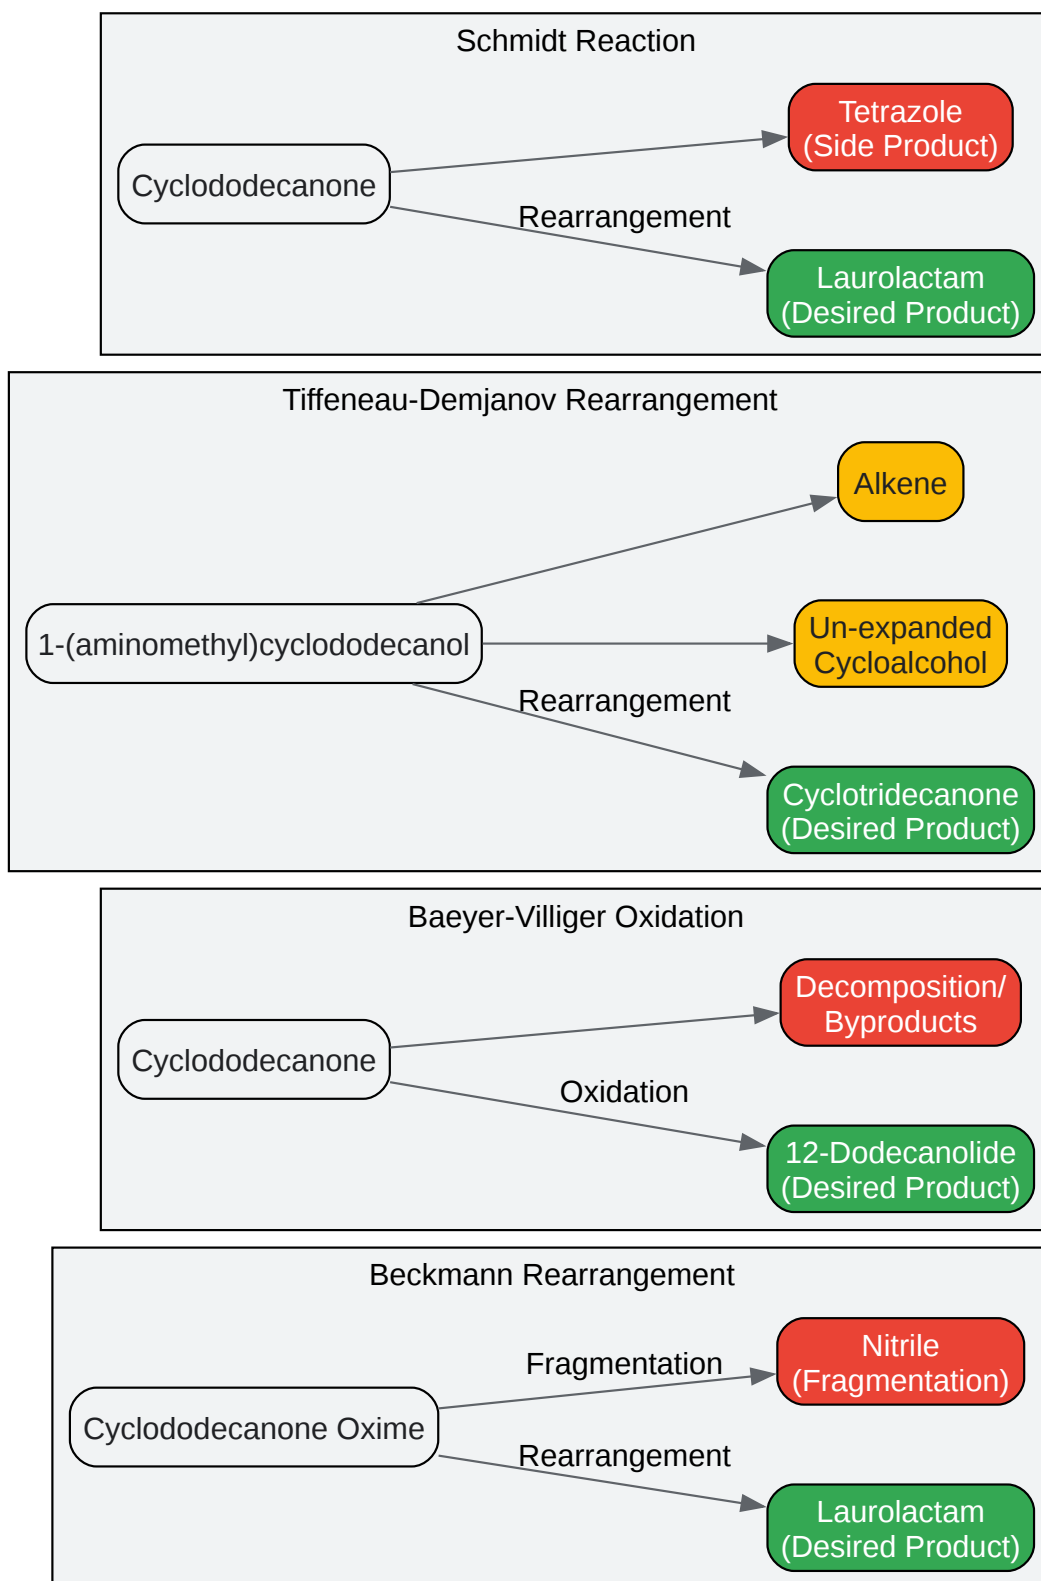 Schmidt Reaction
Tetrazole
(Side Product)
Cyclododecanone
Rearrangement
Laurolactam
(Desired Product)
Tiffeneau-Demjanov Rearrangement
Alkene
Un-expanded
Cycloalcohol
1-(aminomethyl)cyclododecanol
Rearrangement
Cyclotridecanone
(Desired Product)
Baeyer-Villiger Oxidation
Decomposition/
Byproducts
Cyclododecanone
Oxidation
12-Dodecanolide
(Desired Product)
Beckmann Rearrangement
Nitrile
(Fragmentation)
Fragmentation
Cyclododecanone Oxime
Rearrangement
Laurolactam
(Desired Product)